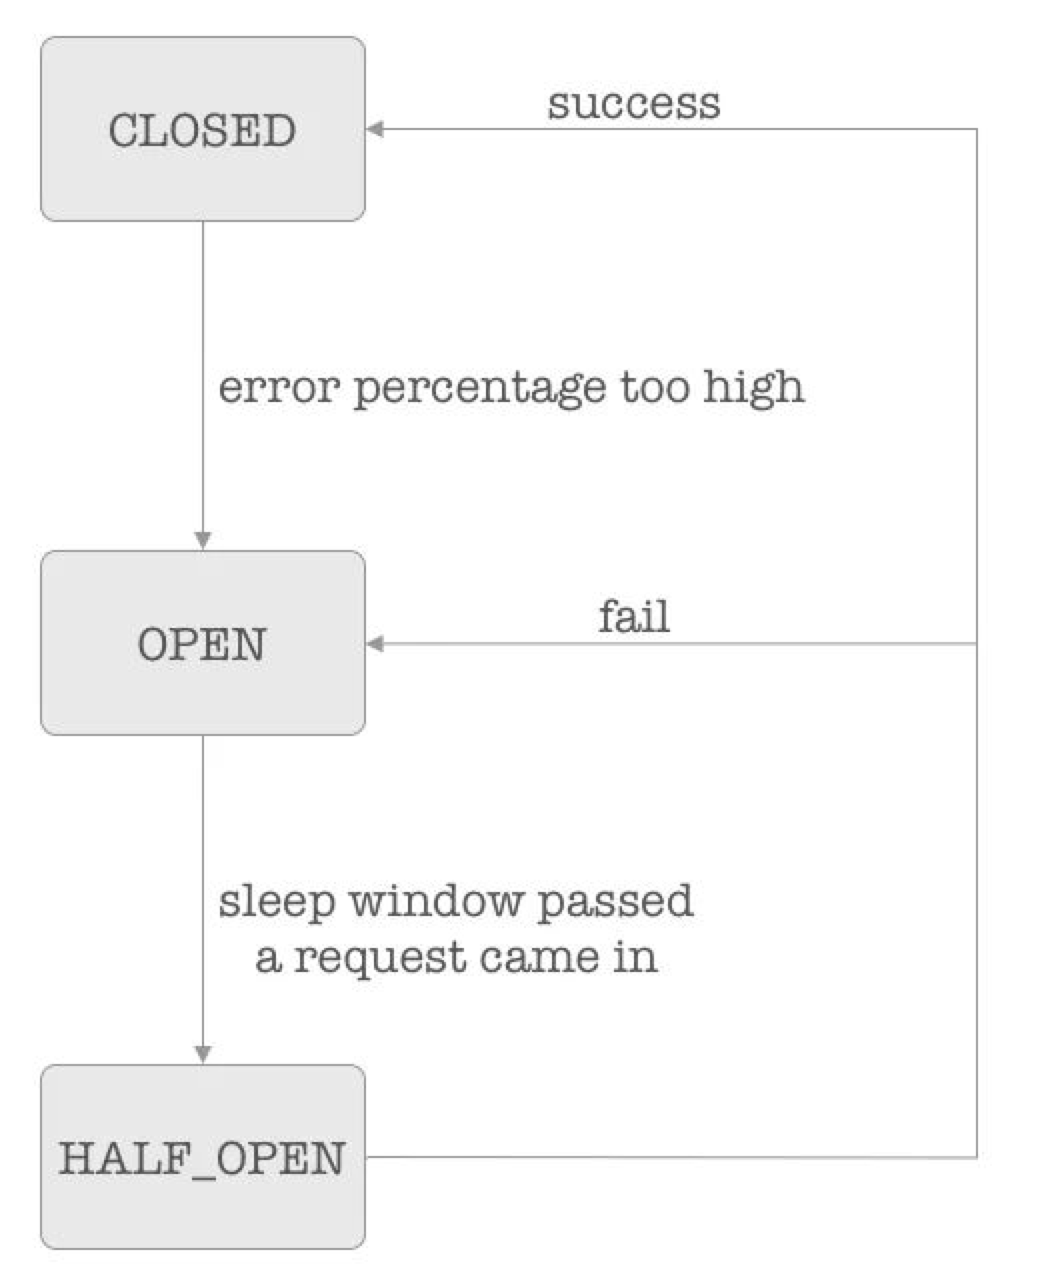 CLOSED
success
error percentage too high
OPEN
fail
sleep window passed
a request came in
HALF_OPEN